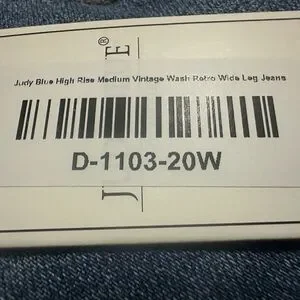 E®
Judy Blue High Rise Medium Vintage Wash Retro Wide Leg Jeans
D-1103-20W
J